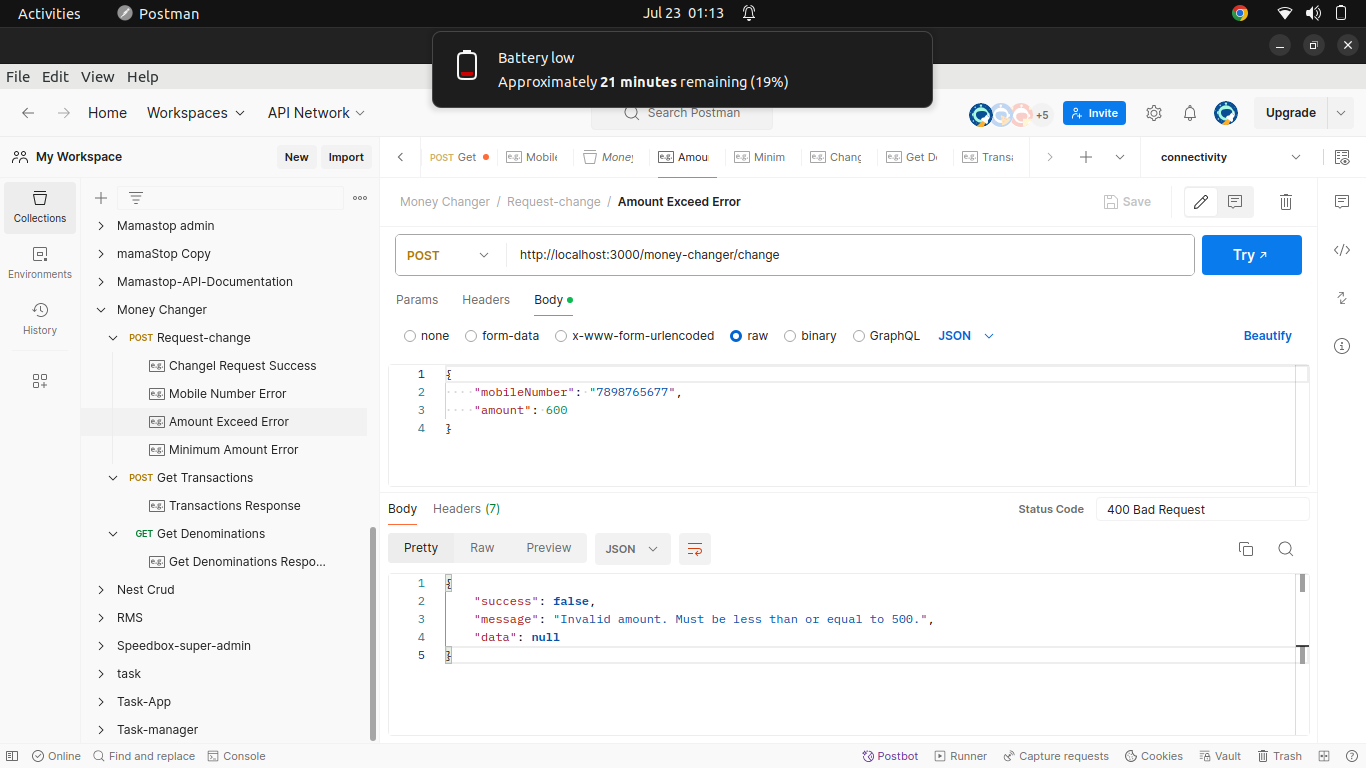 Activities
Postman
Jul 23 01:13
Battery low
Approximately 21 minutes remaining (19%)
File Edit View Help
Home Workspaces API Network
Search Postman
+5
Invite
Upgrade
My Workspace
New
Import
POST Get
e.g. Mobile
Money
e.g. Amou
e.g. Minim
e.g. Chang
e.g. Get De
e.g. Transa
connectivity
Collections
Environments
History
Mamastop admin
mamaStop Copy
Mamastop-API-Documentation
Money Changer
POST Request-change
e.g. Changel Request Success
e.g. Mobile Number Error
e.g. Amount Exceed Error
e.g. Minimum Amount Error
POST Get Transactions
e.g. Transactions Response
GET Get Denominations
e.g. Get Denominations Respo...
Nest Crud
RMS
Speedbox-super-admin
task
Task-App
Task-manager
Money Changer / Request-change / Amount Exceed Error
Save
POST http://localhost:3000/money-changer/change
Try
Params Headers Body
none form-data x-www-form-urlencoded raw binary GraphQL JSON
Beautify
1 {
2 "mobileNumber": "7898765677",
3 "amount": 600
4 }
Body Headers (7)
Status Code 400 Bad Request
Pretty Raw Preview JSON
1 {
2 "success": false,
3 "message": "Invalid amount. Must be less than or equal to 500.",
4 "data": null
5 }
Online Find and replace Console
Postbot Runner Capture requests Cookies Vault Trash